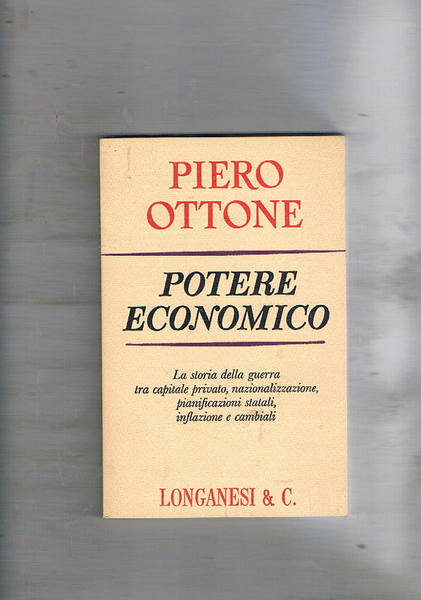 PIERO
OTTONE
POTERE
ECONOMICO
La storia della guerra
tra capitale privato, nazionalizzazione,
pianificazioni statali,
inflazione e cambiali
LONGANESI & C.